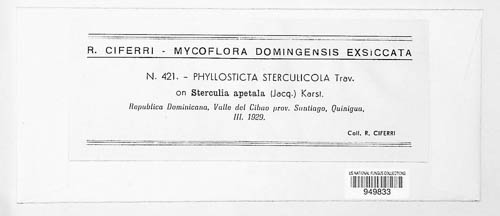 R. CIFERRI - MYCOFLORA DOMINGENSIS EXSICCATA
N. 421. - PHYLLOSTICTA STERCULICOLA Trav.
on Sterculia apetala (Jacq.) Karst.
Republica Dominicana, Valle del Cibao prov. Santiago, Quinigua,
III. 1929.
Coll. R. CIFERRI
US NATIONAL FUNGUS COLLECTIONS
949833